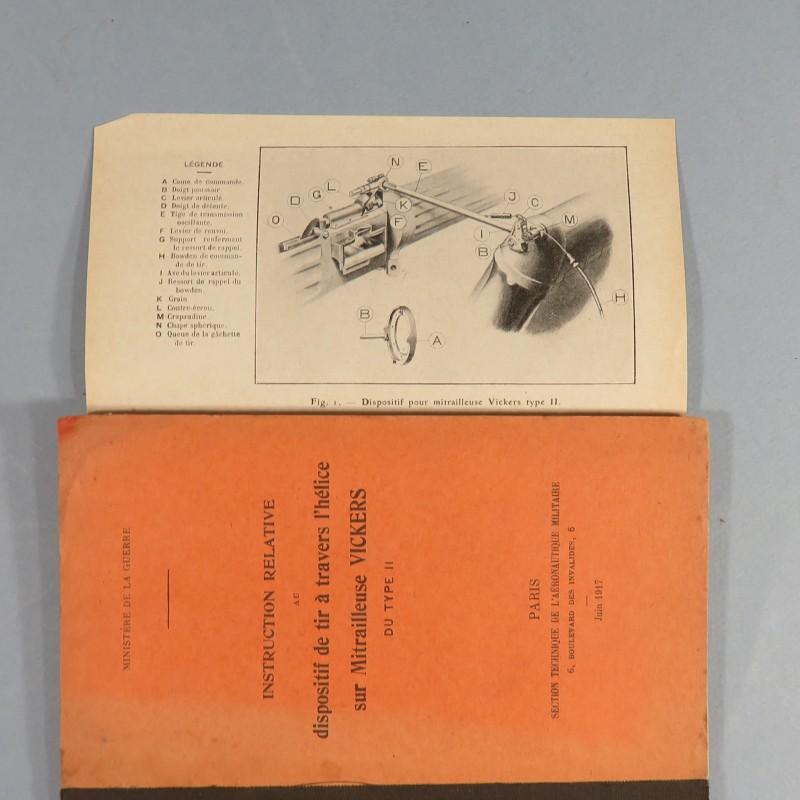 LÉGENDE
A Came de commande.
B Doigt poussoir.
C Levier articulé
D Doigt de détente.
E Tige de transmission
oscillante.
F Levier de renvoi.
G Support renfermant
le ressort de rappel.
H Bowden de comman-
de de tir.
I Axe du levier articulé.
J Ressort de rappel du
bowden.
K Grain
L Contre-écrou.
M Crapaudine.
N Chape sphérique.
O Queue de la gâchette
de tir.
N
E
L
G
D
O
K
F
J
C
M
I
B
H
B
A
Fig. 1. — Dispositif pour mitrailleuse Vickers type II.
MINISTÈRE DE LA GUERRE
INSTRUCTION RELATIVE
AU
dispositif de tir à travers l'hélice
sur Mitrailleuse VICKERS
DU TYPE II
PARIS
SECTION TECHNIQUE DE L'AÉRONAUTIQUE MILITAIRE
6, BOULEVARD DES INVALIDES, 6
Juin 1917